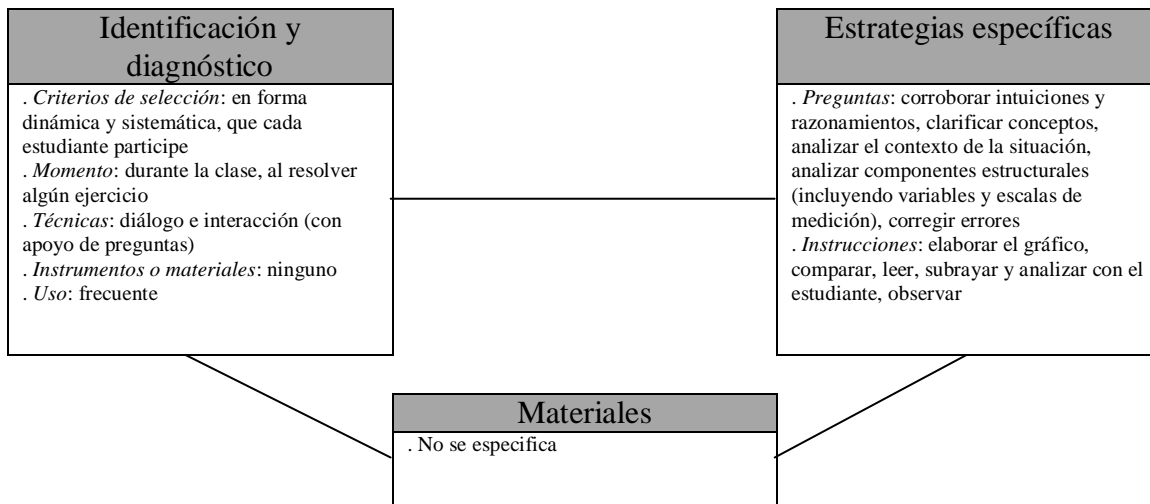 Identificación y
diagnóstico
. Criterios de selección: en forma
dinámica y sistemática, que cada
estudiante participe
. Momento: durante la clase, al resolver
algún ejercicio
. Técnicas: diálogo e interacción (con
apoyo de preguntas)
. Instrumentos o materiales: ninguno
. Uso: frecuente
Estrategias específicas
. Preguntas: corroborar intuiciones y
razonamientos, clarificar conceptos,
analizar el contexto de la situación,
analizar componentes estructurales
(incluyendo variables y escalas de
medición), corregir errores
. Instrucciones: elaborar el gráfico,
comparar, leer, subrayar y analizar con el
estudiante, observar
Materiales
. No se especifica